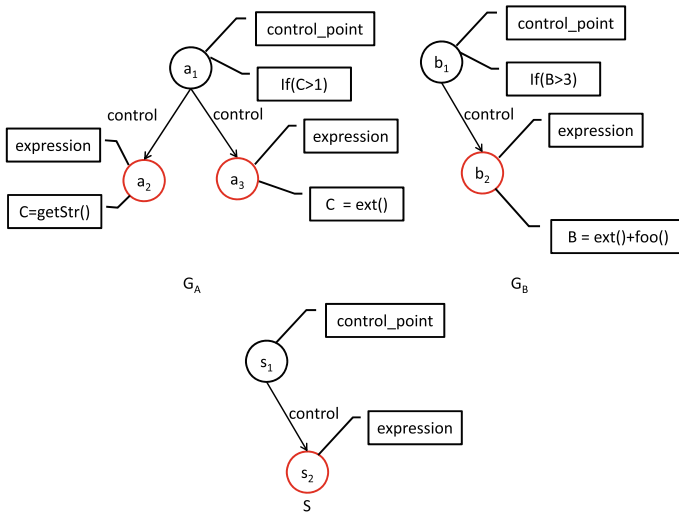 control_point
a1
If(C>1)
control
control
expression
expression
a2
a3
C=getStr()
C = ext()
GA
control_point
b1
If(B>3)
control
expression
b2
B = ext()+foo()
GB
control_point
s1
control
expression
s2
S